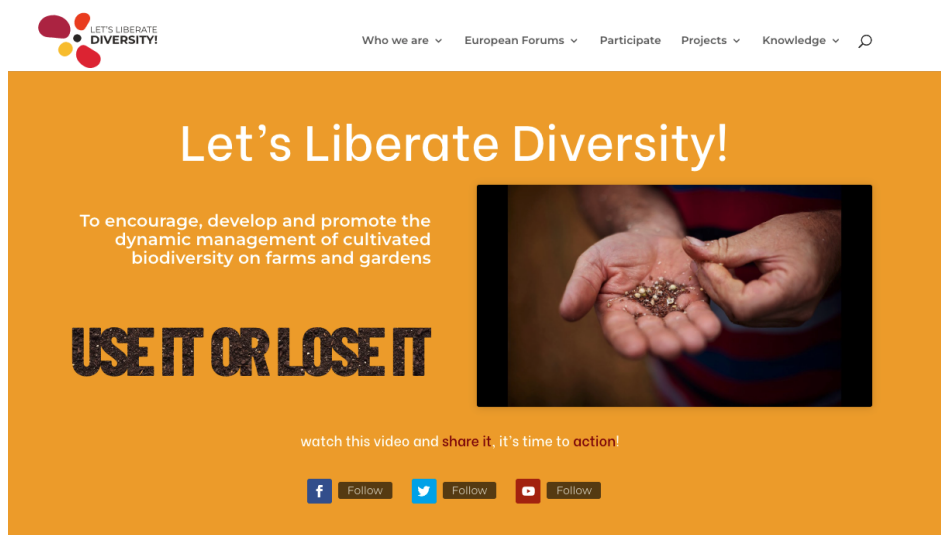 LET'S LIBERATE
DIVERSITY!
Who we are
European Forums
Participate
Projects
Knowledge
Let's Liberate Diversity!
To encourage, develop and promote the
dynamic management of cultivated
biodiversity on farms and gardens
USE IT OR LOSE IT
watch this video and share it, it's time to action!
Follow
Follow
Follow